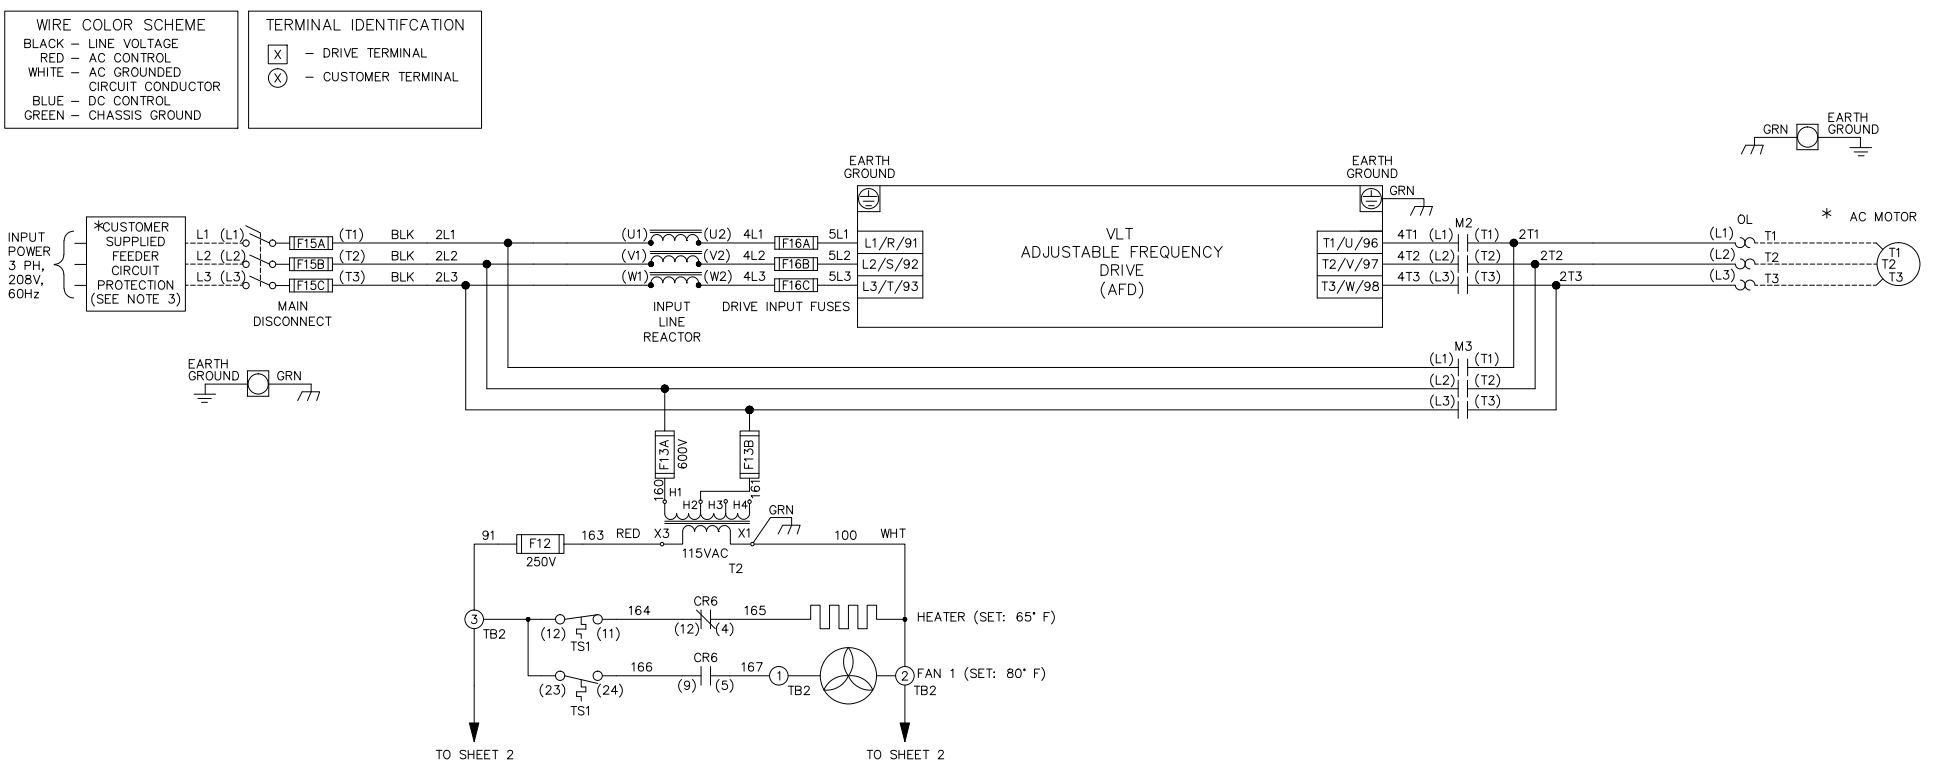 WIRE COLOR SCHEME
BLACK – LINE VOLTAGE
RED – AC CONTROL
WHITE – AC GROUNDED
CIRCUIT CONDUCTOR
BLUE – DC CONTROL
GREEN – CHASSIS GROUND
TERMINAL IDENTIFCATION
X – DRIVE TERMINAL
X – CUSTOMER TERMINAL
GRN
EARTH
GROUND
INPUT
POWER
3 PH,
208V,
60Hz
*CUSTOMER
SUPPLIED
FEEDER
CIRCUIT
PROTECTION
(SEE NOTE 3)
L1 (L1) F15A (T1) BLK 2L1
L2 (L2) F15B (T2) BLK 2L2
L3 (L3) F15C (T3) BLK 2L3
MAIN
DISCONNECT
(U1) (U2) 4L1 F16A 5L1
(V1) (V2) 4L2 F16B 5L2
(W1) (W2) 4L3 F16C 5L3
INPUT
LINE
REACTOR
DRIVE INPUT FUSES
EARTH
GROUND
L1/R/91
L2/S/92
L3/T/93
VLT
ADJUSTABLE FREQUENCY
DRIVE
(AFD)
EARTH
GROUND
GRN
T1/U/96
T2/V/97
T3/W/98
M2
4T1 (L1) (T1) 2T1
4T2 (L2) (T2) 2T2
4T3 (L3) (T3) 2T3
OL
(L1) T1
(L2) T2
(L3) T3
* AC MOTOR
T1
T2
T3
M3
(L1) (T1)
(L2) (T2)
(L3) (T3)
EARTH
GROUND
GRN
F13A
600V
F13B
160
161
H1
H2 H3 H4
GRN
91 F12 163 RED X3 X1 100 WHT
250V
115VAC
T2
3
TB2
(12) (11)
TS1
164
CR6
(12) (4)
165
HEATER (SET: 65° F)
(23) (24)
TS1
166
CR6
(9) (5)
167
1
TB2
2
TB2
FAN 1 (SET: 80° F)
TO SHEET 2
TO SHEET 2